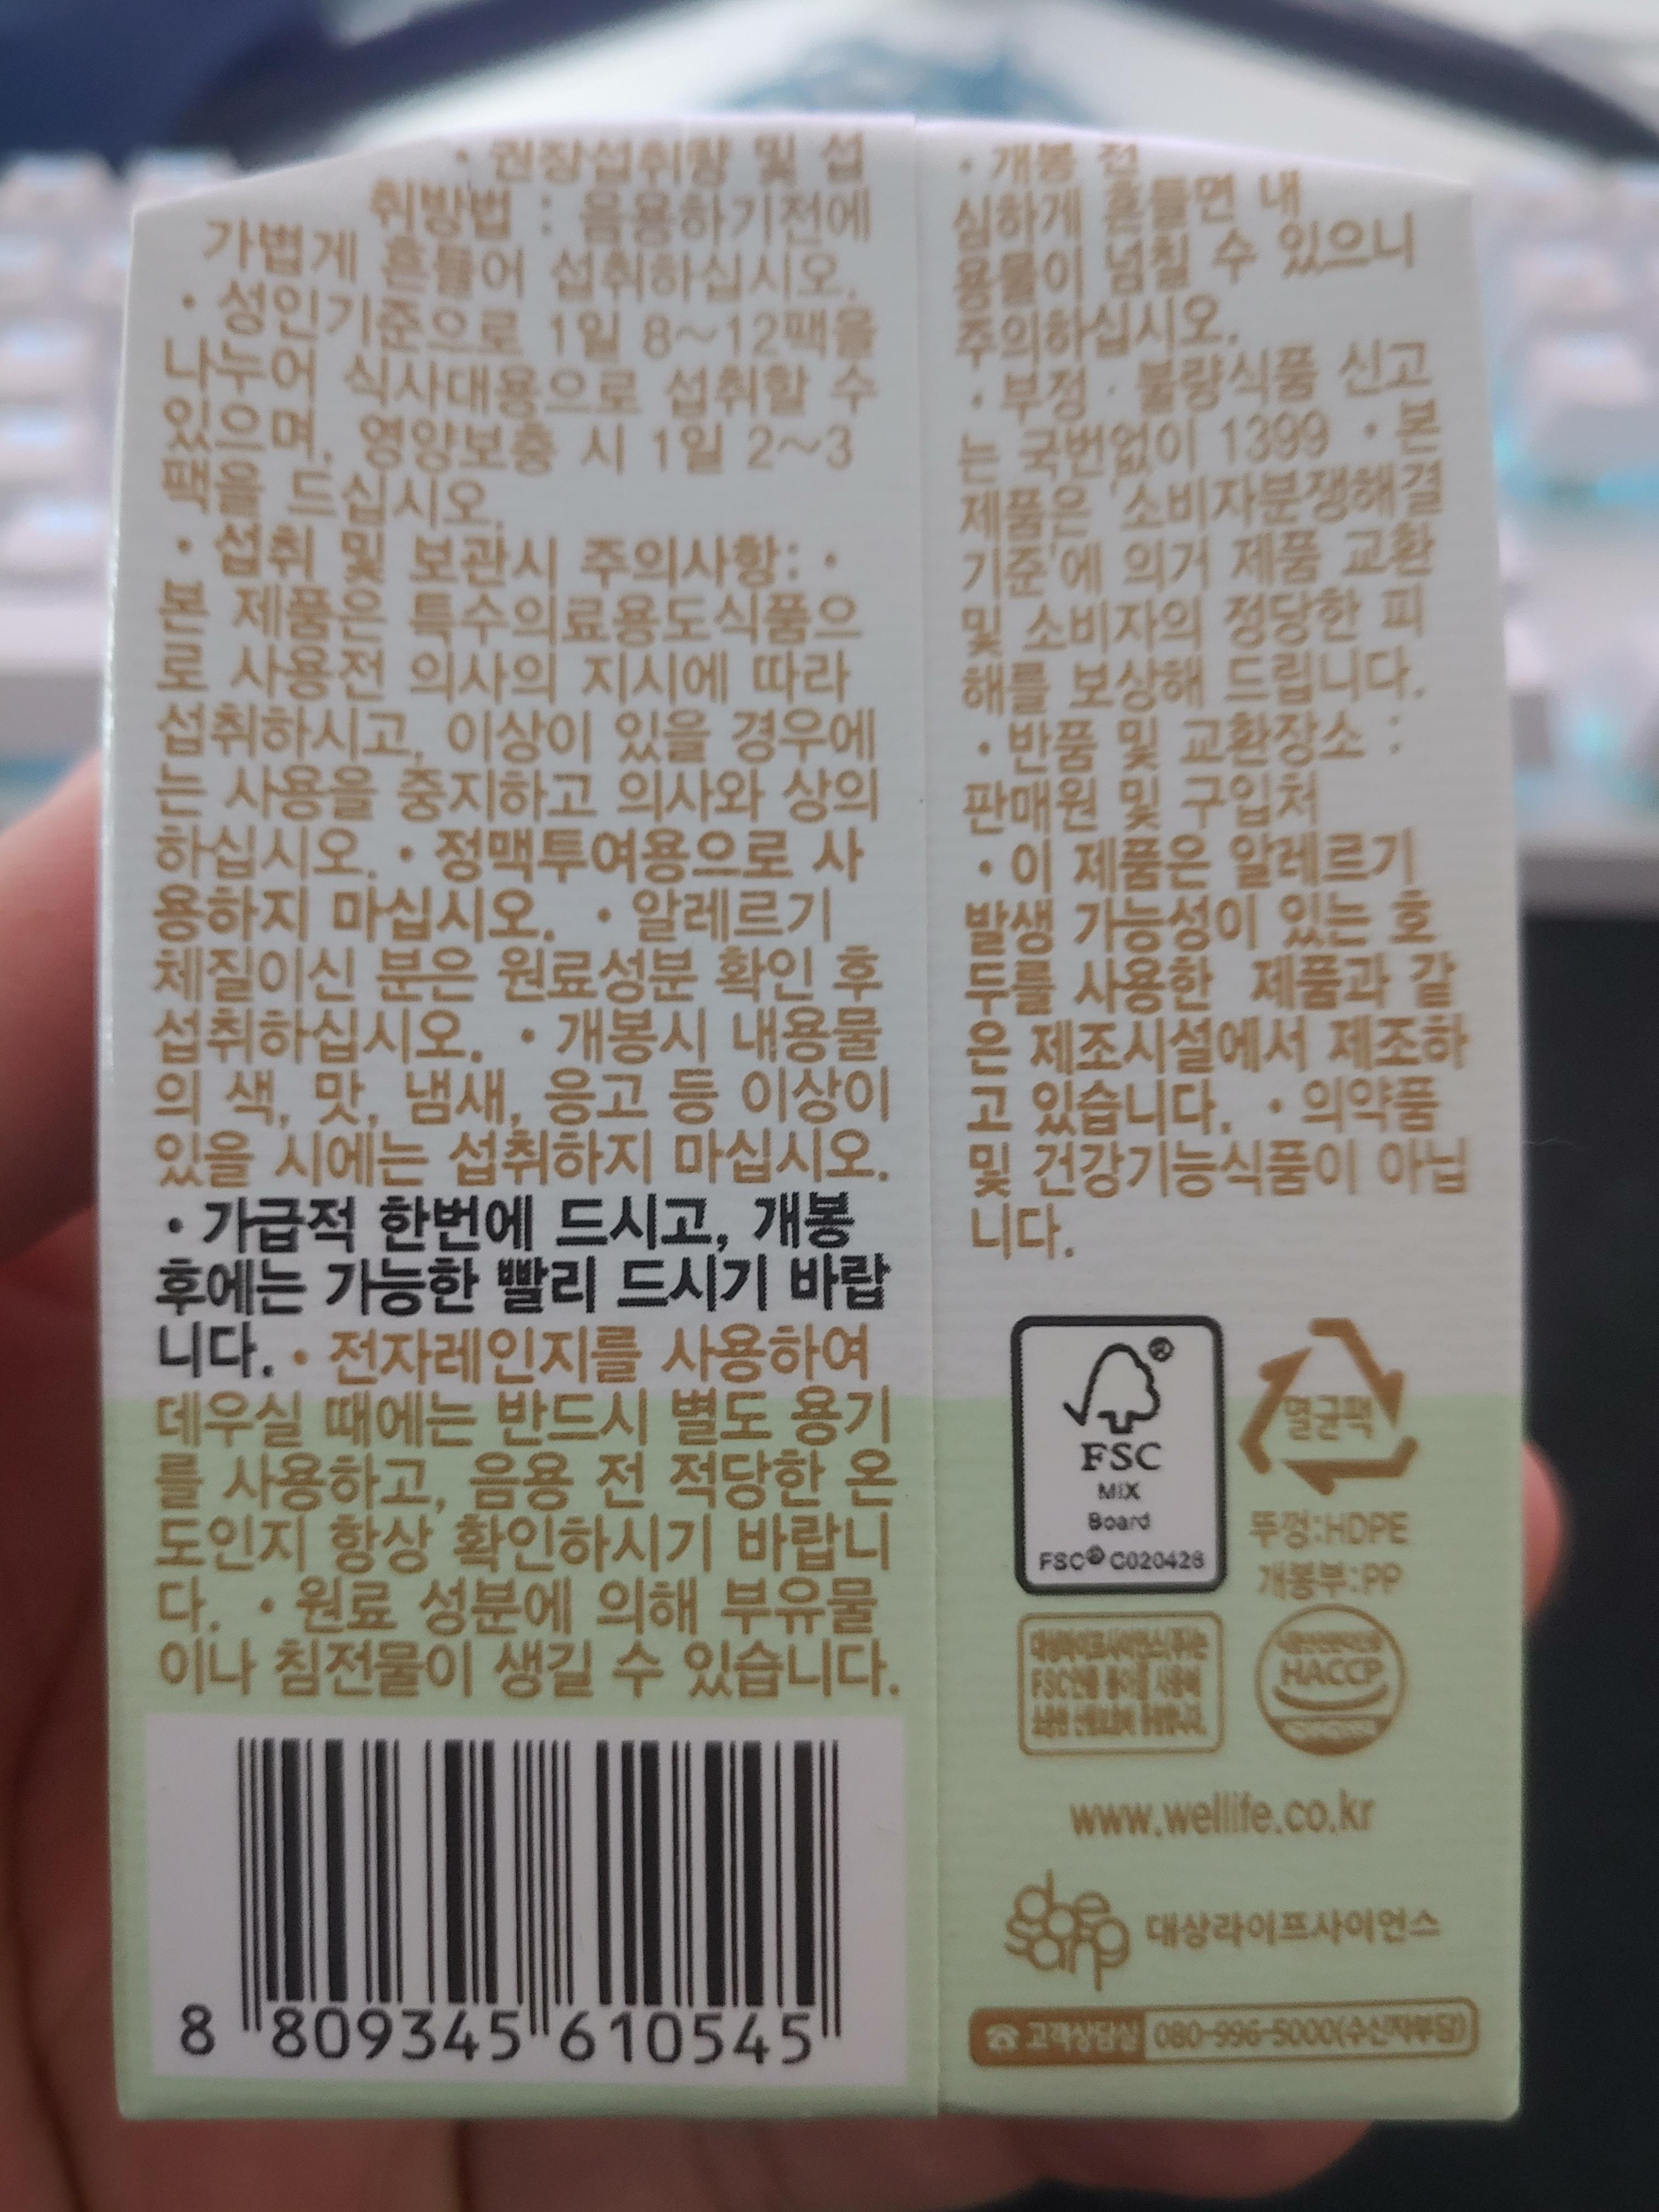 • 권장섭취량 및 섭
취방법 : 음용하기전에
가볍게 흔들어 섭취하십시오.
• 성인기준으로 1일 8~12팩을
나누어 식사대용으로 섭취할 수
있으며, 영양보충 시 1일 2~3
팩을 드십시오.
• 섭취 및 보관시 주의사항: •
본 제품은 특수의료용도식품으
로 사용전 의사의 지시에 따라
섭취하시고, 이상이 있을 경우에
는 사용을 중지하고 의사와 상의
하십시오. • 정맥투여용으로 사
용하지 마십시오. • 알레르기
체질이신 분은 원료성분 확인 후
섭취하십시오. • 개봉시 내용물
의 색, 맛, 냄새, 응고 등 이상이
있을 시에는 섭취하지 마십시오.
• 가급적 한번에 드시고, 개봉
후에는 가능한 빨리 드시기 바랍
니다. • 전자레인지를 사용하여
데우실 때에는 반드시 별도 용기
를 사용하고, 음용 전 적당한 온
도인지 항상 확인하시기 바랍니
다. • 원료 성분에 의해 부유물
이나 침전물이 생길 수 있습니다.
8 809345 610545
• 개봉 전
심하게 흔들면 내
용물이 넘칠 수 있으니
주의하십시오.
• 부정 · 불량식품 신고
는 국번없이 1399 • 본
제품은 '소비자분쟁해결
기준'에 의거 제품 교환
및 소비자의 정당한 피
해를 보상해 드립니다.
• 반품 및 교환장소 :
판매원 및 구입처
• 이 제품은 알레르기
발생 가능성이 있는 호
두를 사용한 제품과 같
은 제조시설에서 제조하
고 있습니다. • 의약품
및 건강기능식품이 아닙
니다.
FSC
MIX
Board
FSC® C020428
멸균팩
뚜껑:HDPE
개봉부:PP
대상라이프사이언스(주)는
HACCP
www.wellife.co.kr
daesang 대상라이프사이언스
고객상담실 080-996-5000(수신자부담)